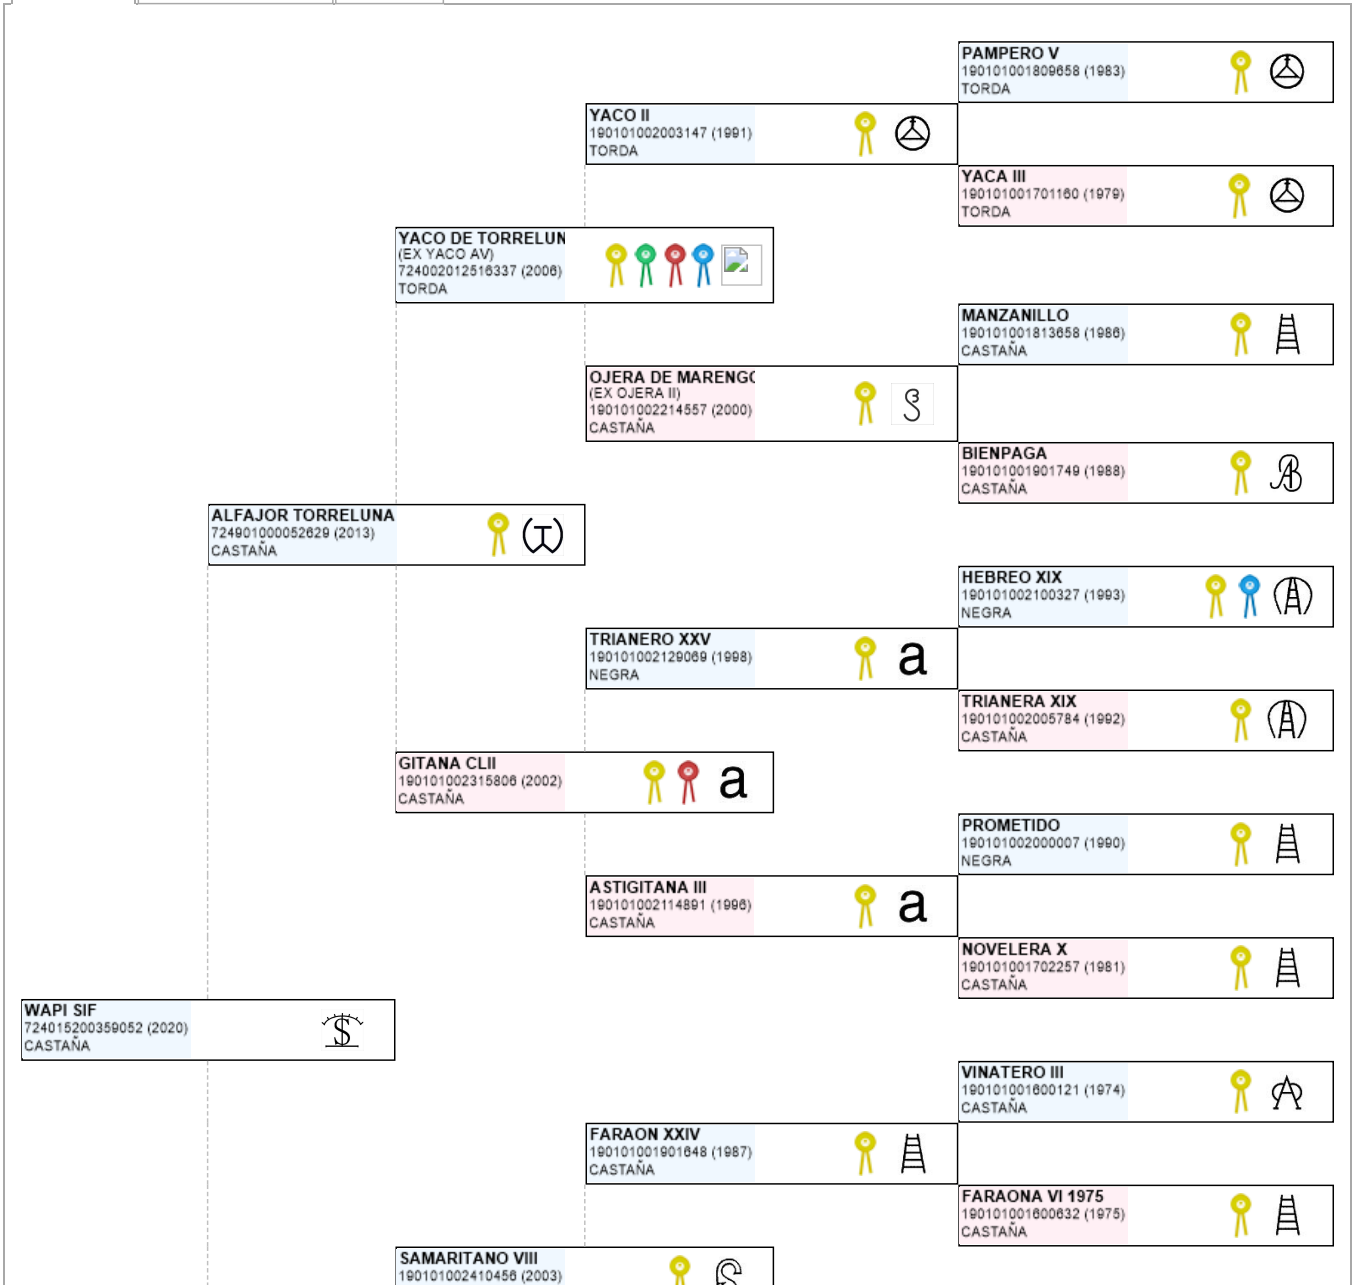 PAMPERO V
190101001809658 (1983)
TORDA
YACO II
190101002003147 (1991)
TORDA
YACA III
190101001701160 (1979)
TORDA
YACO DE TORRELUN
(EX YACO AV)
724002012516337 (2006)
TORDA
MANZANILLO
190101001813658 (1986)
CASTAÑA
OJERA DE MARENGO
(EX OJERA II)
190101002214557 (2000)
CASTAÑA
BIENPAGA
190101001901749 (1988)
CASTAÑA
ALFAJOR TORRELUNA
724901000052629 (2013)
CASTAÑA
HEBREO XIX
190101002100327 (1993)
NEGRA
TRIANERO XXV
190101002129069 (1998)
NEGRA
a
TRIANERA XIX
190101002005784 (1992)
CASTAÑA
GITANA CLII
190101002315806 (2002)
CASTAÑA
a
PROMETIDO
190101002000007 (1990)
NEGRA
ASTIGITANA III
190101002114891 (1996)
CASTAÑA
a
NOVELERA X
190101001702257 (1981)
CASTAÑA
WAPI SIF
724015200359052 (2020)
CASTAÑA
VINATERO III
190101001600121 (1974)
CASTAÑA
FARAON XXIV
190101001901648 (1987)
CASTAÑA
FARAONA VI 1975
190101001600632 (1975)
CASTAÑA
SAMARITANO VIII
190101002410456 (2003)